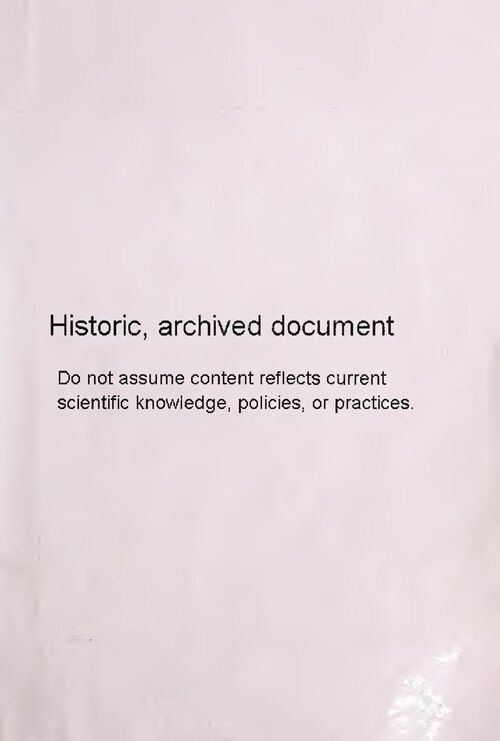 Historic, archived document
Do not assume content reflects current
scientific knowledge, policies, or practices.